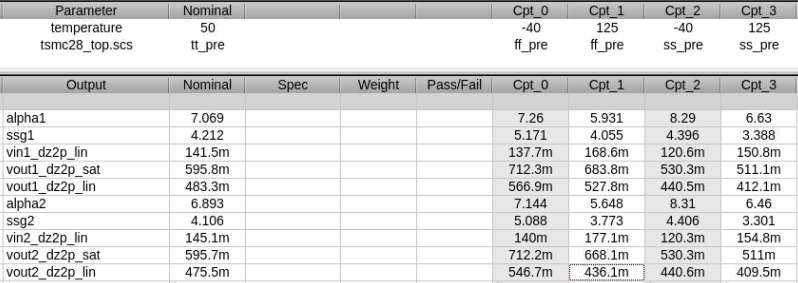 Parameter Nominal Cpt_0 Cpt_1 Cpt_2 Cpt_3
temperature 50 -40 125 -40 125
tsmc28_top.scs tt_pre ff_pre ff_pre ss_pre ss_pre
Output Nominal Spec Weight Pass/Fail Cpt_0 Cpt_1 Cpt_2 Cpt_3
alpha1 7.069 7.26 5.931 8.29 6.63
ssg1 4.212 5.171 4.055 4.396 3.388
vin1_dz2p_lin 141.5m 137.7m 168.6m 120.6m 150.8m
vout1_dz2p_sat 595.8m 712.3m 683.8m 530.3m 511.1m
vout1_dz2p_lin 483.3m 566.9m 527.8m 440.5m 412.1m
alpha2 6.893 7.144 5.648 8.31 6.46
ssg2 4.106 5.088 3.773 4.406 3.301
vin2_dz2p_lin 145.1m 140m 177.1m 120.3m 154.8m
vout2_dz2p_sat 595.7m 712.2m 668.1m 530.3m 511m
vout2_dz2p_lin 475.5m 546.7m 436.1m 440.6m 409.5m